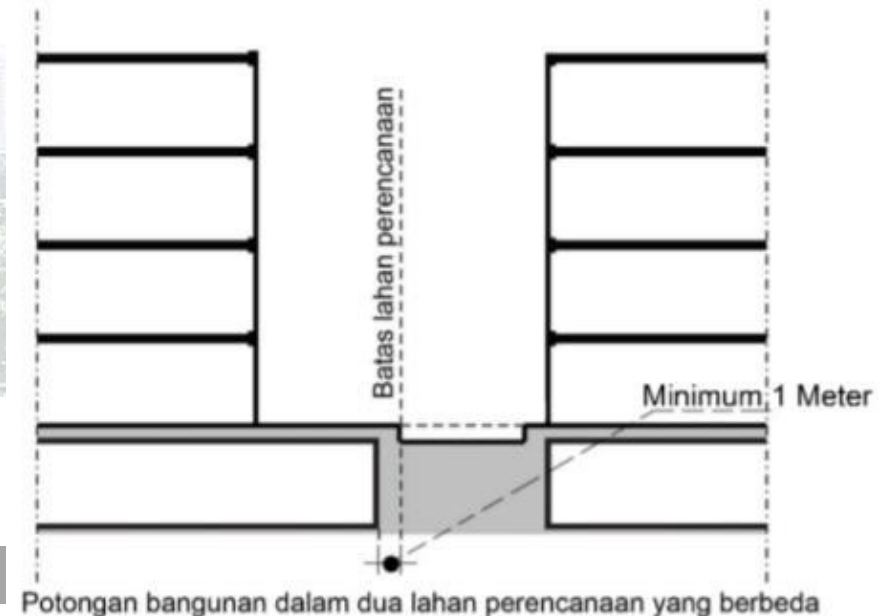 Batas lahan perencanaan
Minimum 1 Meter
Potongan bangunan dalam dua lahan perencanaan yang berbeda